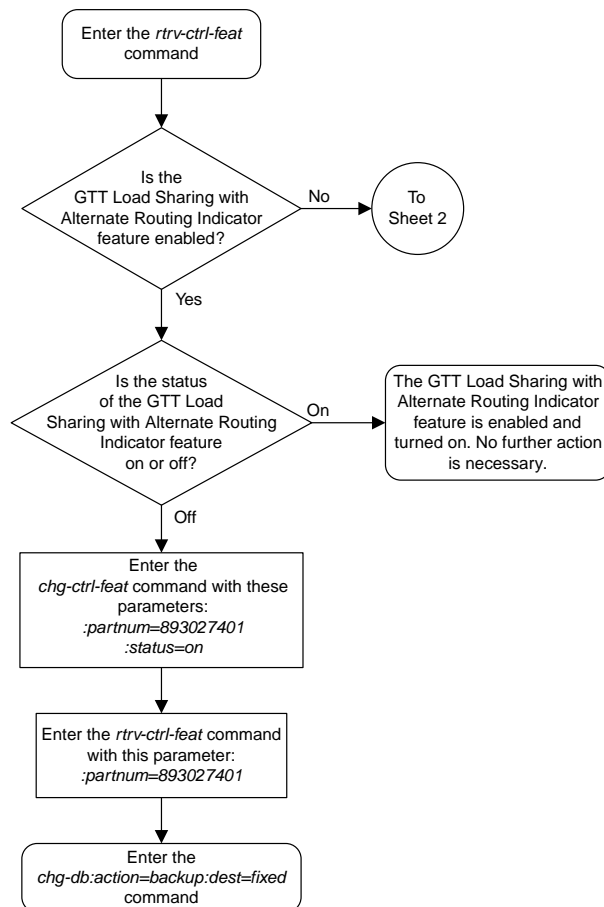 Enter the rtrv-ctrl-feat
command
Is the
GTT Load Sharing with
Alternate Routing Indicator
feature enabled?
No
To
Sheet 2
Yes
Is the status
of the GTT Load
Sharing with Alternate Routing
Indicator feature
on or off?
On
The GTT Load Sharing with
Alternate Routing Indicator
feature is enabled and
turned on. No further action
is necessary.
Off
Enter the
chg-ctrl-feat command with these
parameters:
:partnum=893027401
:status=on
Enter the rtrv-ctrl-feat command
with this parameter:
:partnum=893027401
Enter the
chg-db:action=backup:dest=fixed
command